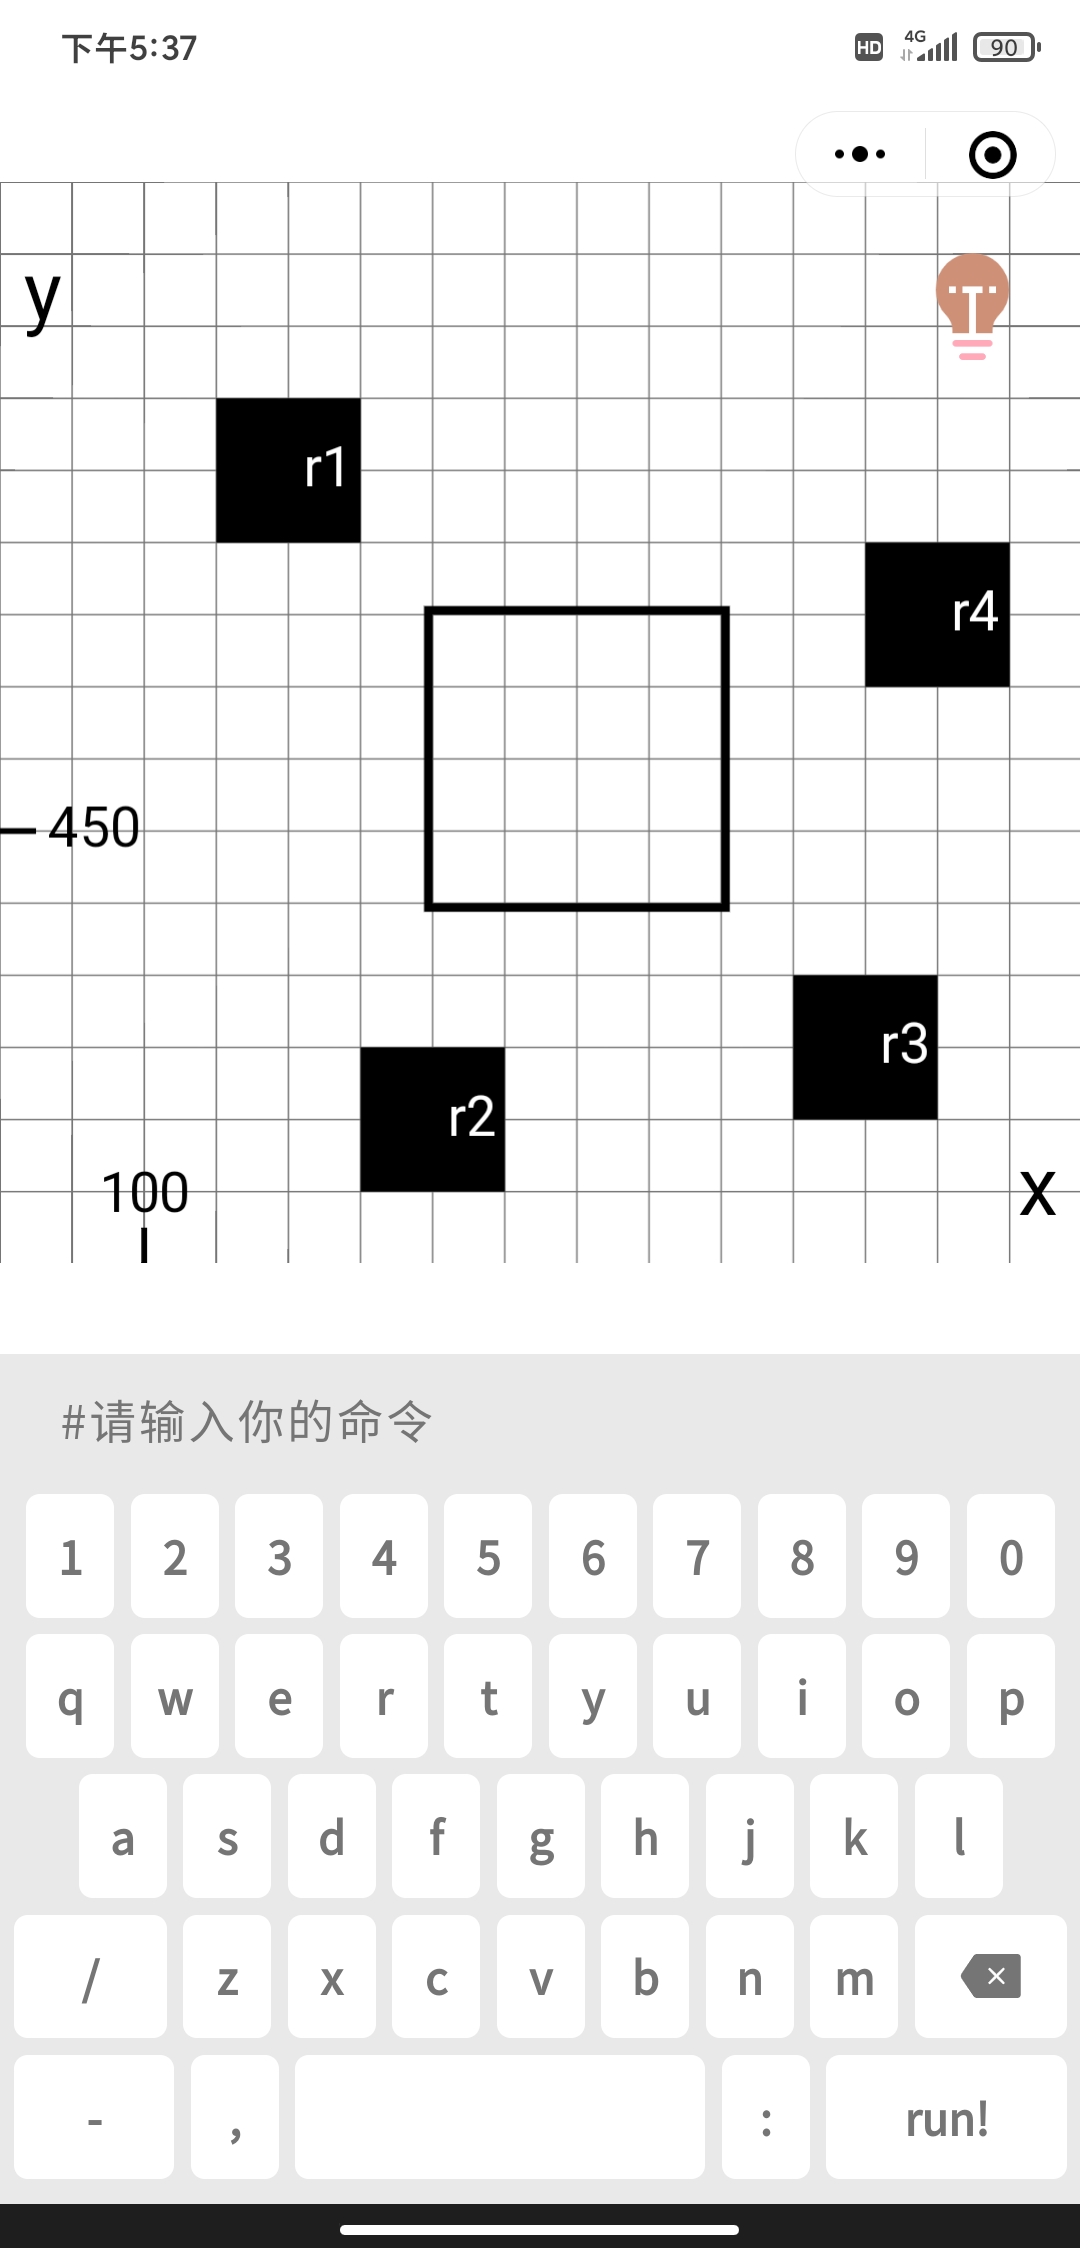 下午5:37
HD 4G 90
y
r1
r4
450
r3
r2
100
x
#请输入你的命令
1 2 3 4 5 6 7 8 9 0
q w e r t y u i o p
a s d f g h j k l
/ z x c v b n m
- , : run!